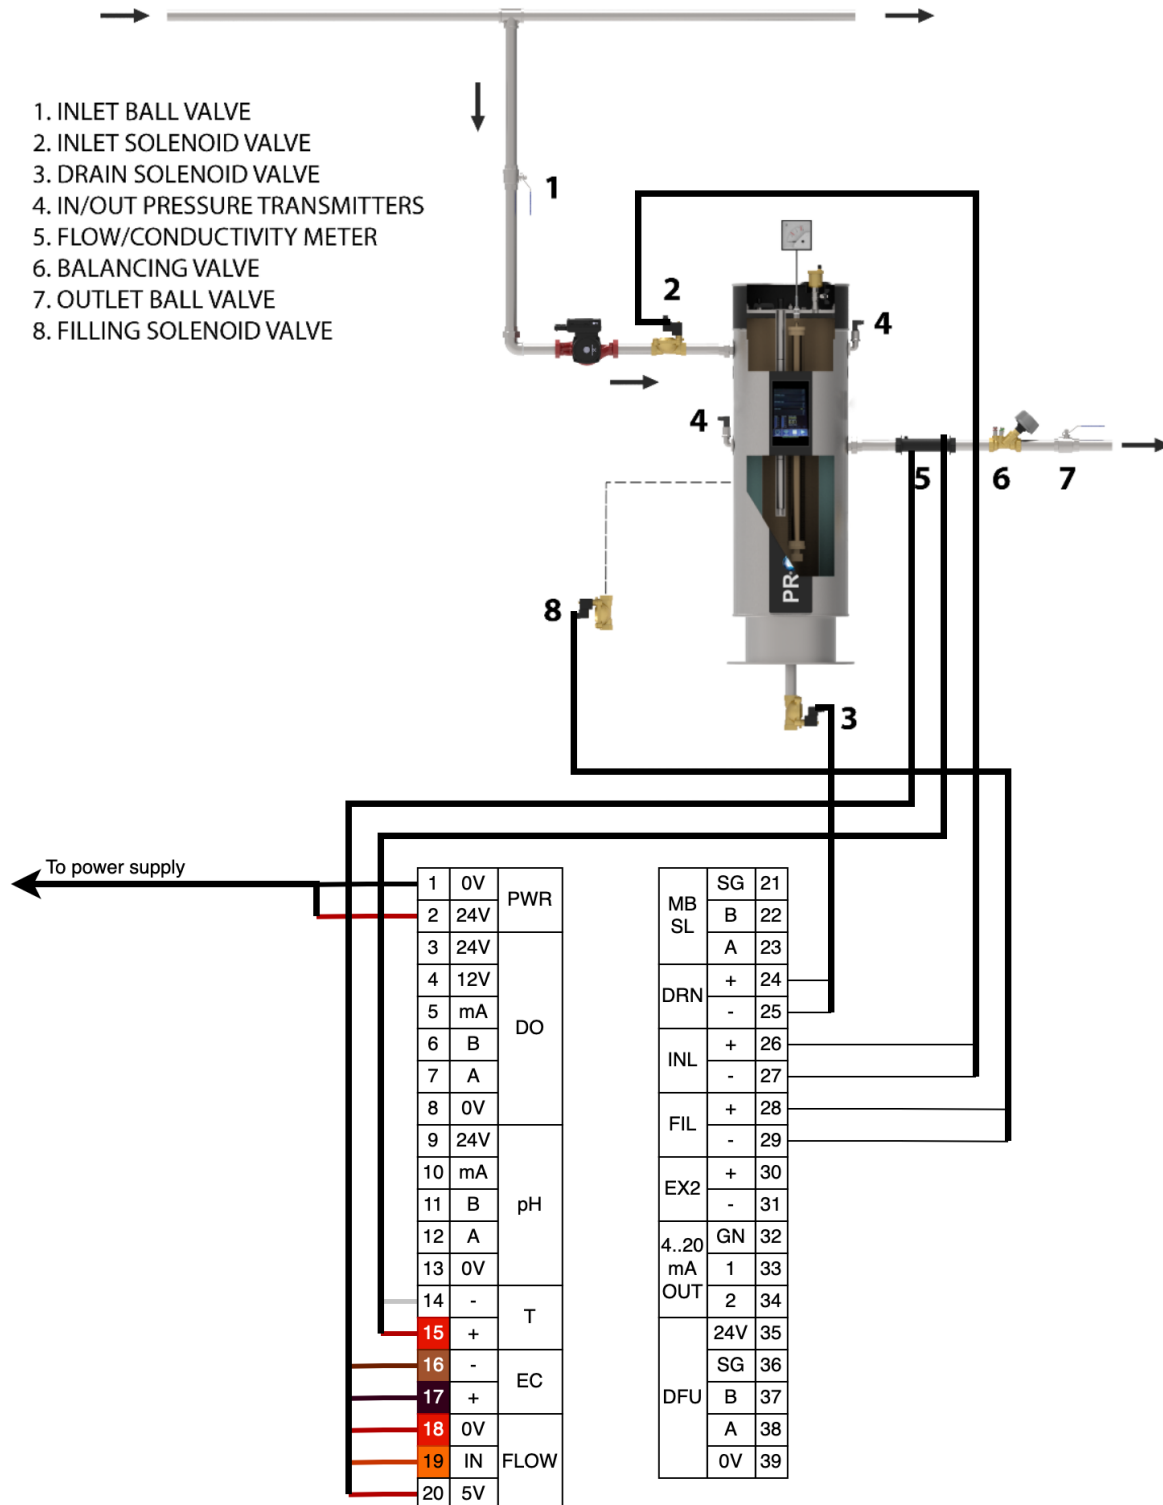 1. INLET BALL VALVE
2. INLET SOLENOID VALVE
3. DRAIN SOLENOID VALVE
4. IN/OUT PRESSURE TRANSMITTERS
5. FLOW/CONDUCTIVITY METER
6. BALANCING VALVE
7. OUTLET BALL VALVE
8. FILLING SOLENOID VALVE
1
2
4
4
5
6
7
8
PR
3
To power supply
PWR
1 0V
2 24V
DO
3 24V
4 12V
5 mA
6 B
7 A
8 0V
pH
9 24V
10 mA
11 B
12 A
13 0V
T
14 -
15 +
EC
16 -
17 +
FLOW
18 0V
19 IN
20 5V
MB
SL
SG 21
B 22
A 23
DRN
+ 24
- 25
INL
+ 26
- 27
FIL
+ 28
- 29
EX2
+ 30
- 31
4..20
mA
OUT
GN 32
1 33
2 34
DFU
24V 35
SG 36
B 37
A 38
0V 39